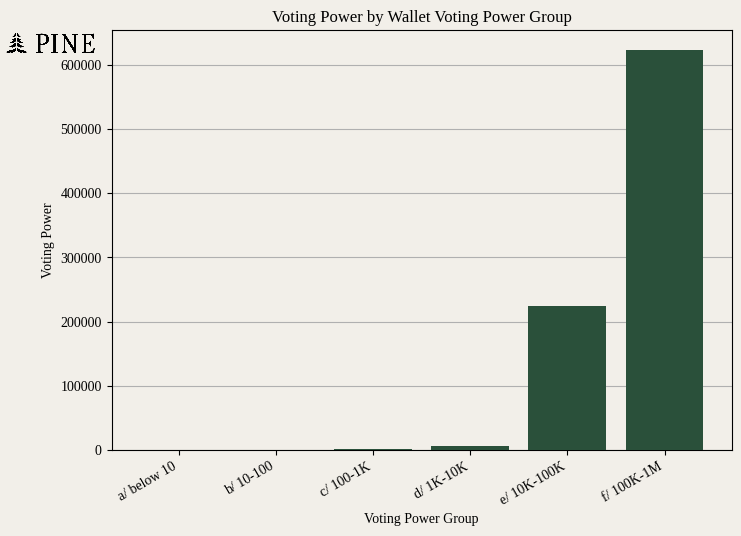 Voting Power by Wallet Voting Power Group
PINE
600000
500000
400000
300000
200000
100000
0
Voting Power
a/ below 10
b/ 10-100
c/ 100-1K
d/ 1K-10K
e/ 10K-100K
f/ 100K-1M
Voting Power Group